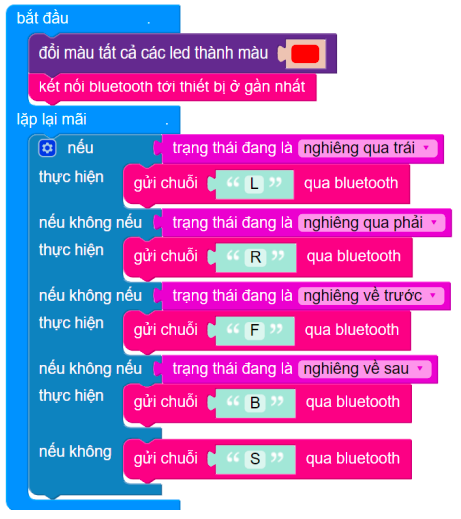 bắt đầu
đổi màu tất cả các led thành màu
kết nối bluetooth tới thiết bị ở gần nhất
lặp lại mãi
nếu trạng thái đang là nghiêng qua trái
thực hiện gửi chuỗi “ L ” qua bluetooth
nếu không nếu trạng thái đang là nghiêng qua phải
thực hiện gửi chuỗi “ R ” qua bluetooth
nếu không nếu trạng thái đang là nghiêng về trước
thực hiện gửi chuỗi “ F ” qua bluetooth
nếu không nếu trạng thái đang là nghiêng về sau
thực hiện gửi chuỗi “ B ” qua bluetooth
nếu không gửi chuỗi “ S ” qua bluetooth